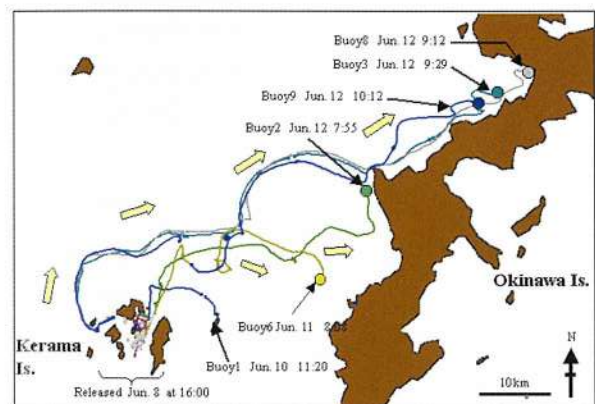 Buoy8 Jun. 12 9:12
Buoy3 Jun. 12 9:29
Buoy9 Jun. 12 10:12
Buoy2 Jun. 12 7:55
Okinawa Is.
Buoy6 Jun. 11
Kerama
Is.
Buoy1 Jun. 10 11:20
N
Released Jun. 8 at 16:00
10km